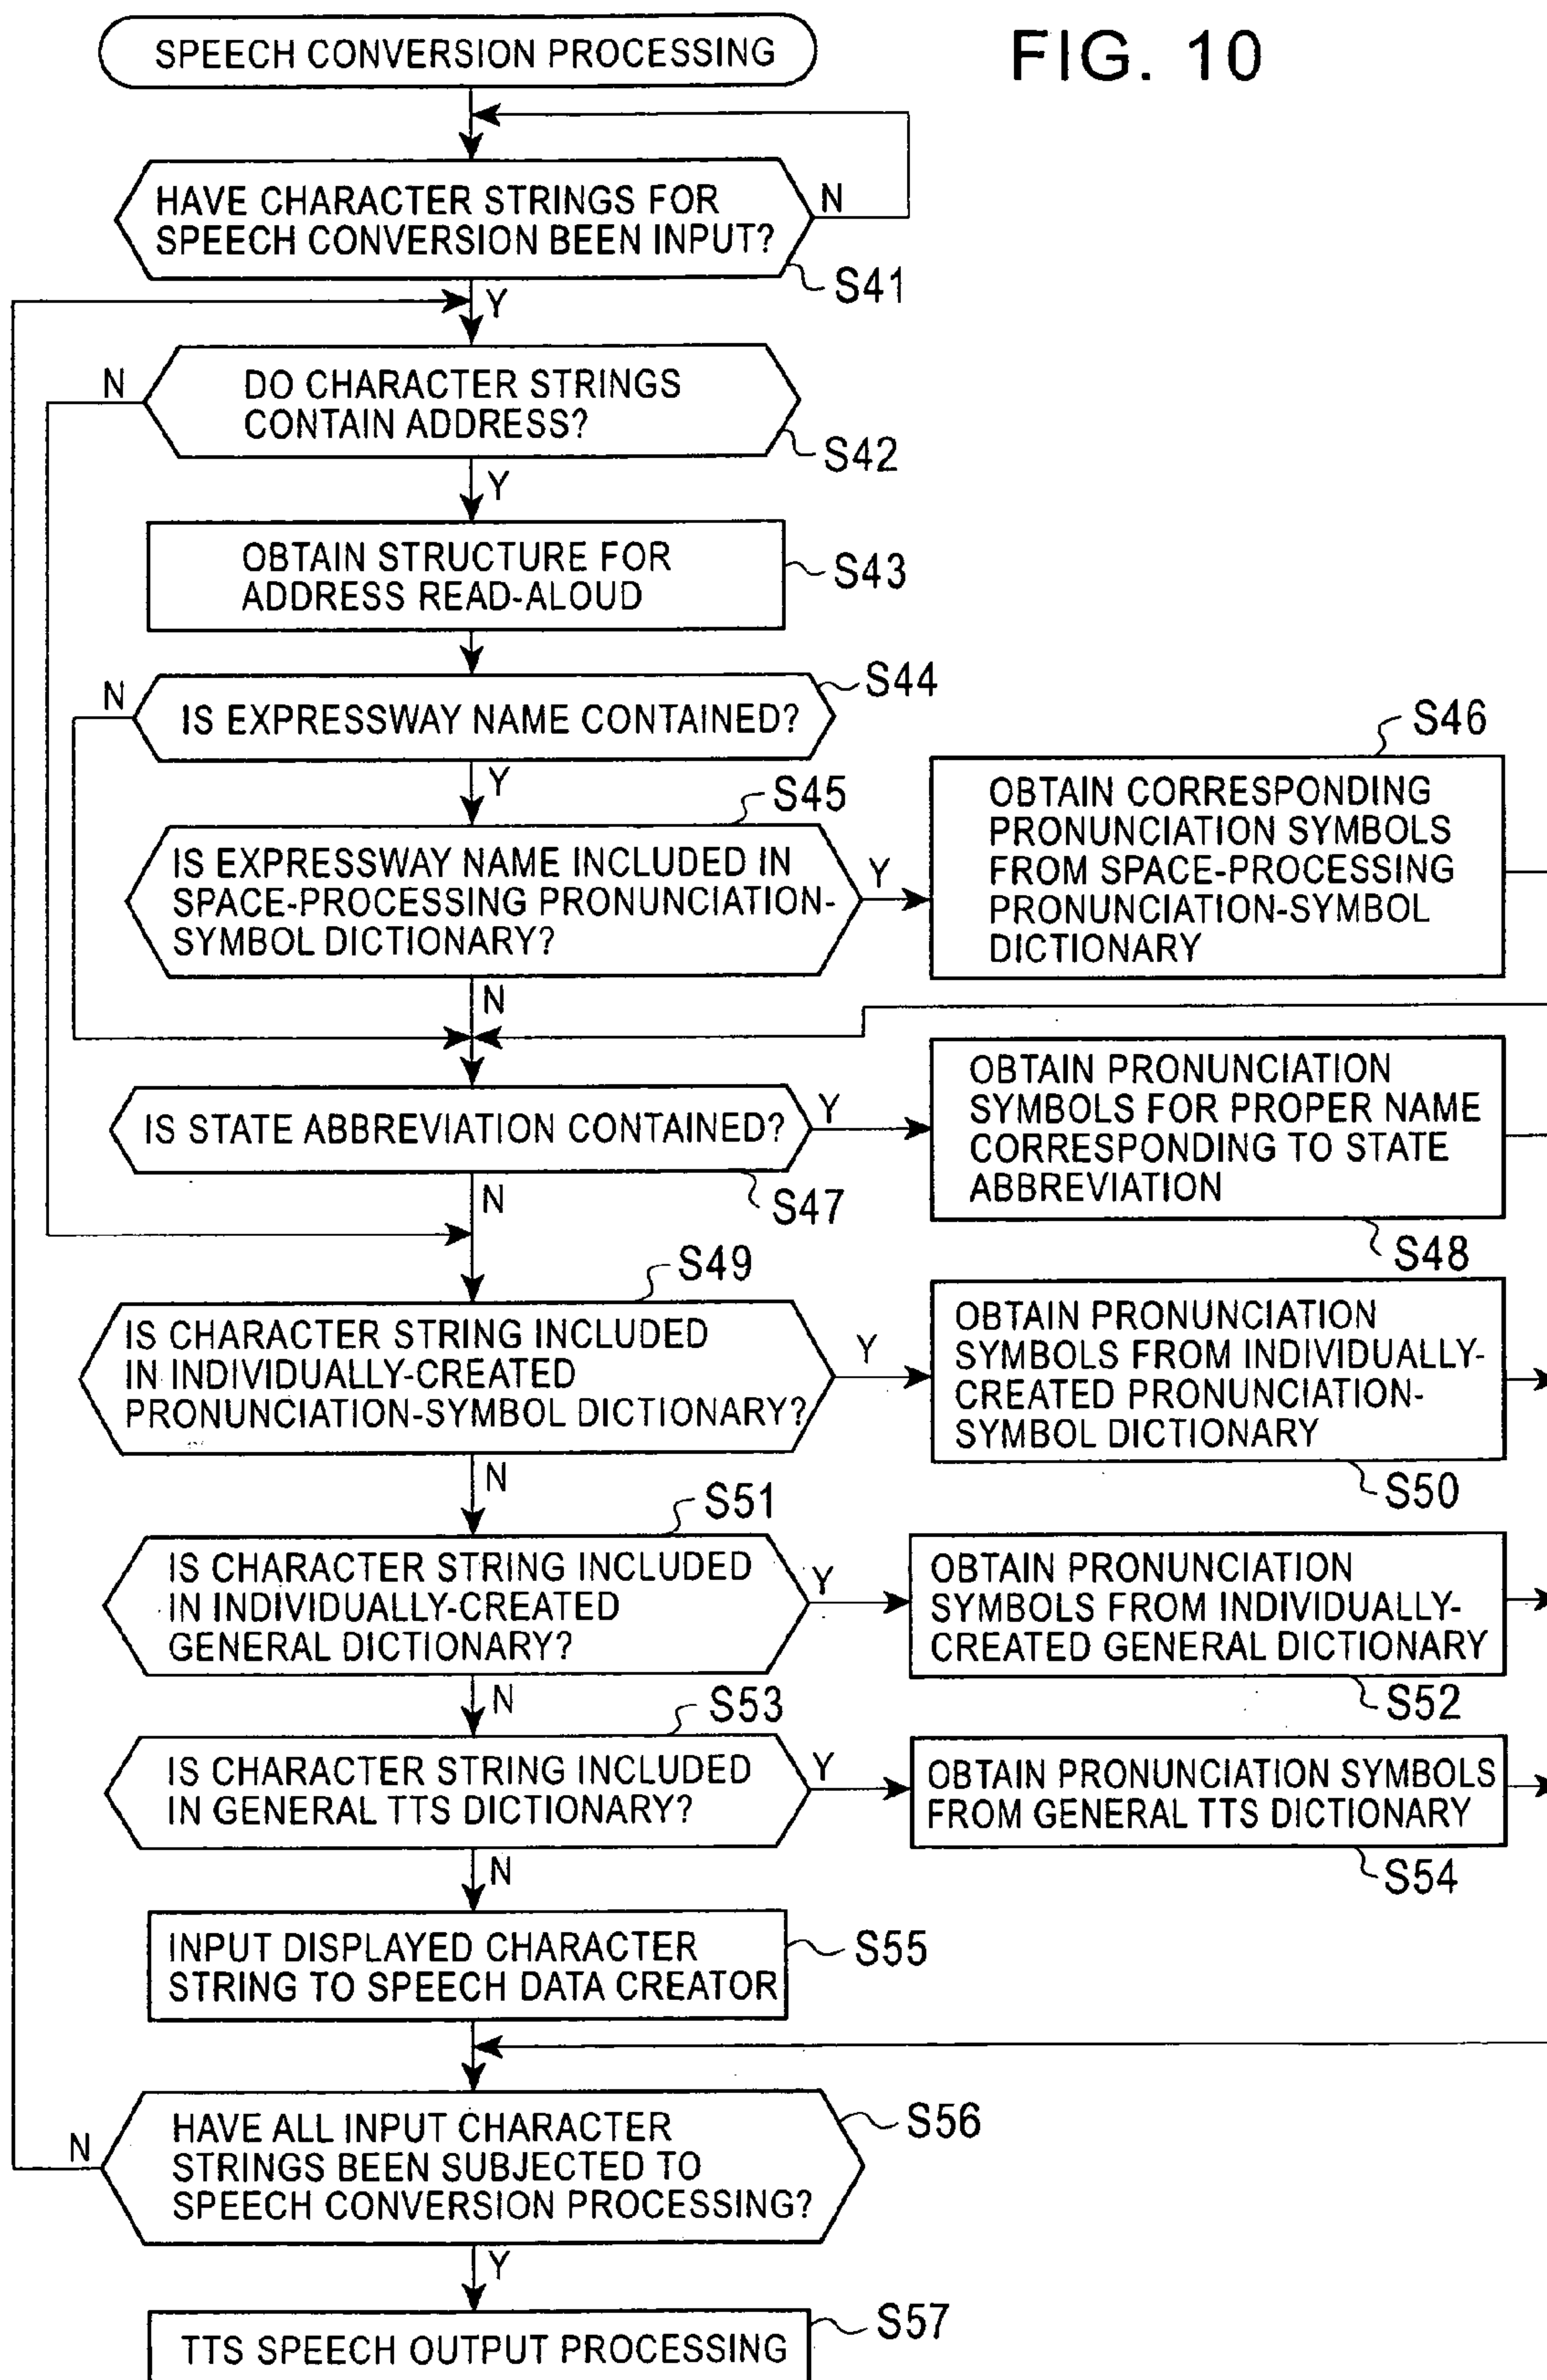 FIG. 10
SPEECH CONVERSION PROCESSING
HAVE CHARACTER STRINGS FOR
SPEECH CONVERSION BEEN INPUT?
N
S41
Y
DO CHARACTER STRINGS
CONTAIN ADDRESS?
N
S42
Y
OBTAIN STRUCTURE FOR
ADDRESS READ-ALOUD
S43
IS EXPRESSWAY NAME CONTAINED?
N
S44
Y
IS EXPRESSWAY NAME INCLUDED IN
SPACE-PROCESSING PRONUNCIATION-
SYMBOL DICTIONARY?
S45
Y
OBTAIN CORRESPONDING
PRONUNCIATION SYMBOLS
FROM SPACE-PROCESSING
PRONUNCIATION-SYMBOL
DICTIONARY
S46
N
IS STATE ABBREVIATION CONTAINED?
Y
S47
OBTAIN PRONUNCIATION
SYMBOLS FOR PROPER NAME
CORRESPONDING TO STATE
ABBREVIATION
S48
N
S49
IS CHARACTER STRING INCLUDED
IN INDIVIDUALLY-CREATED
PRONUNCIATION-SYMBOL DICTIONARY?
Y
OBTAIN PRONUNCIATION
SYMBOLS FROM INDIVIDUALLY-
CREATED PRONUNCIATION-
SYMBOL DICTIONARY
S50
N
S51
IS CHARACTER STRING INCLUDED
IN INDIVIDUALLY-CREATED
GENERAL DICTIONARY?
Y
OBTAIN PRONUNCIATION
SYMBOLS FROM INDIVIDUALLY-
CREATED GENERAL DICTIONARY
S52
N
S53
IS CHARACTER STRING INCLUDED
IN GENERAL TTS DICTIONARY?
Y
OBTAIN PRONUNCIATION SYMBOLS
FROM GENERAL TTS DICTIONARY
S54
N
INPUT DISPLAYED CHARACTER
STRING TO SPEECH DATA CREATOR
S55
HAVE ALL INPUT CHARACTER
STRINGS BEEN SUBJECTED TO
SPEECH CONVERSION PROCESSING?
N
S56
Y
TTS SPEECH OUTPUT PROCESSING
S57